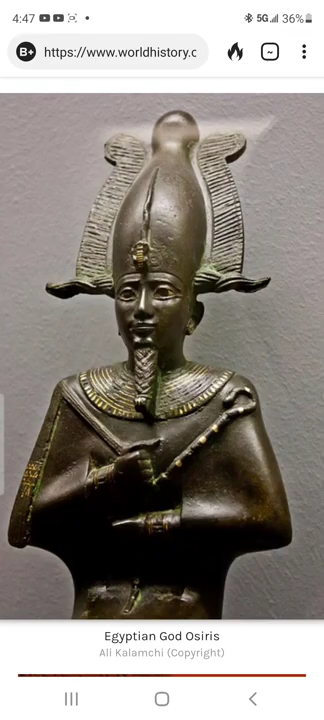 4:47
5G
36%
B+
https://www.worldhistory.c
Egyptian God Osiris
Ali Kalamchi (Copyright)